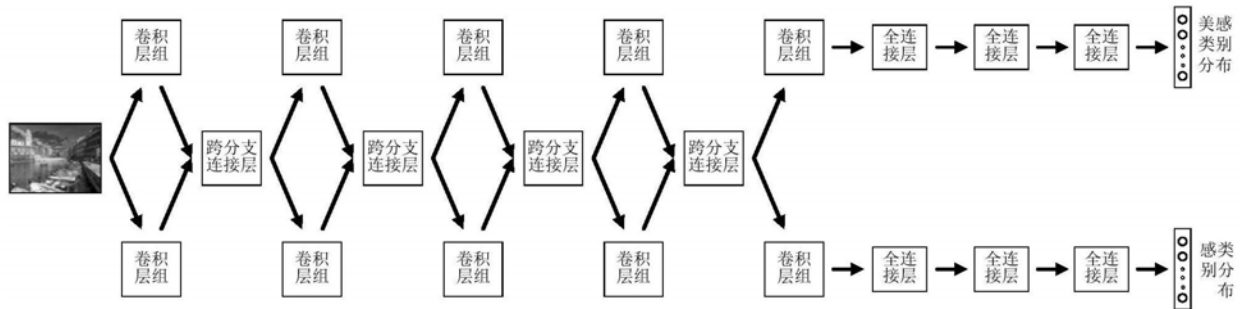 卷积
层组
卷积
层组
卷积
层组
卷积
层组
卷积
层组
全连
接层
全连
接层
全连
接层
美感
类别
分布
跨分支
连接层
跨分支
连接层
跨分支
连接层
跨分支
连接层
卷积
层组
卷积
层组
卷积
层组
卷积
层组
卷积
层组
全连
接层
全连
接层
全连
接层
感类
别分
布